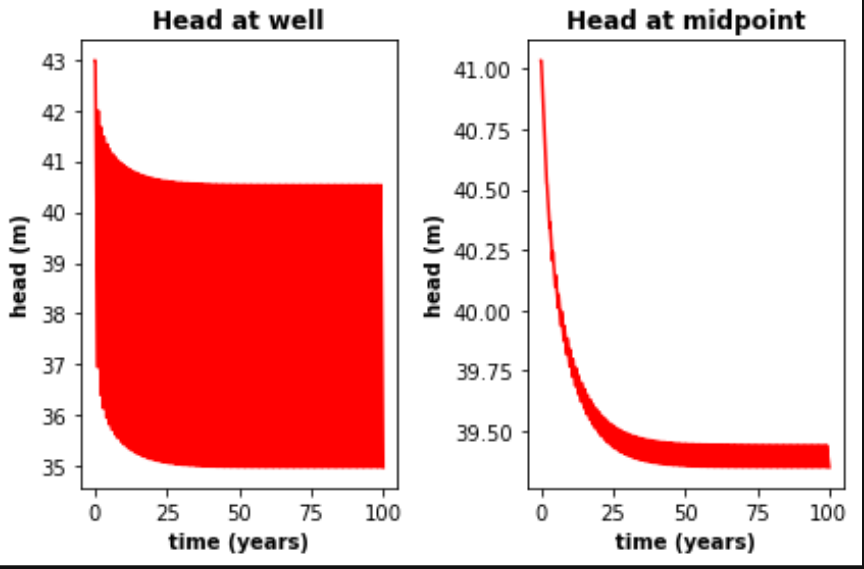 Head at well
43
42
41
40
39
38
37
36
35
head (m)
0 25 50 75 100
time (years)
Head at midpoint
41.00
40.75
40.50
40.25
40.00
39.75
39.50
head (m)
0 25 50 75 100
time (years)